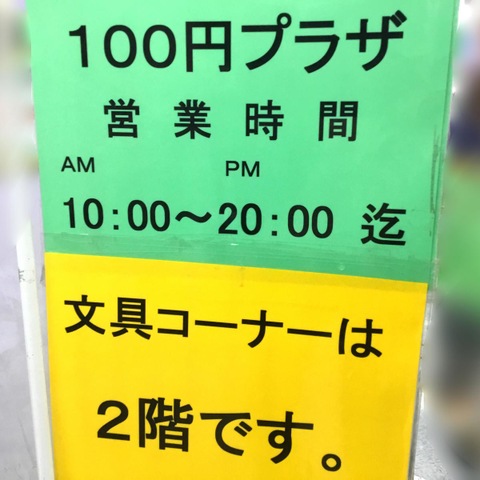 100円プラザ
営業時間
AM PM
10:00～20:00 迄
文具コーナーは
2階です。